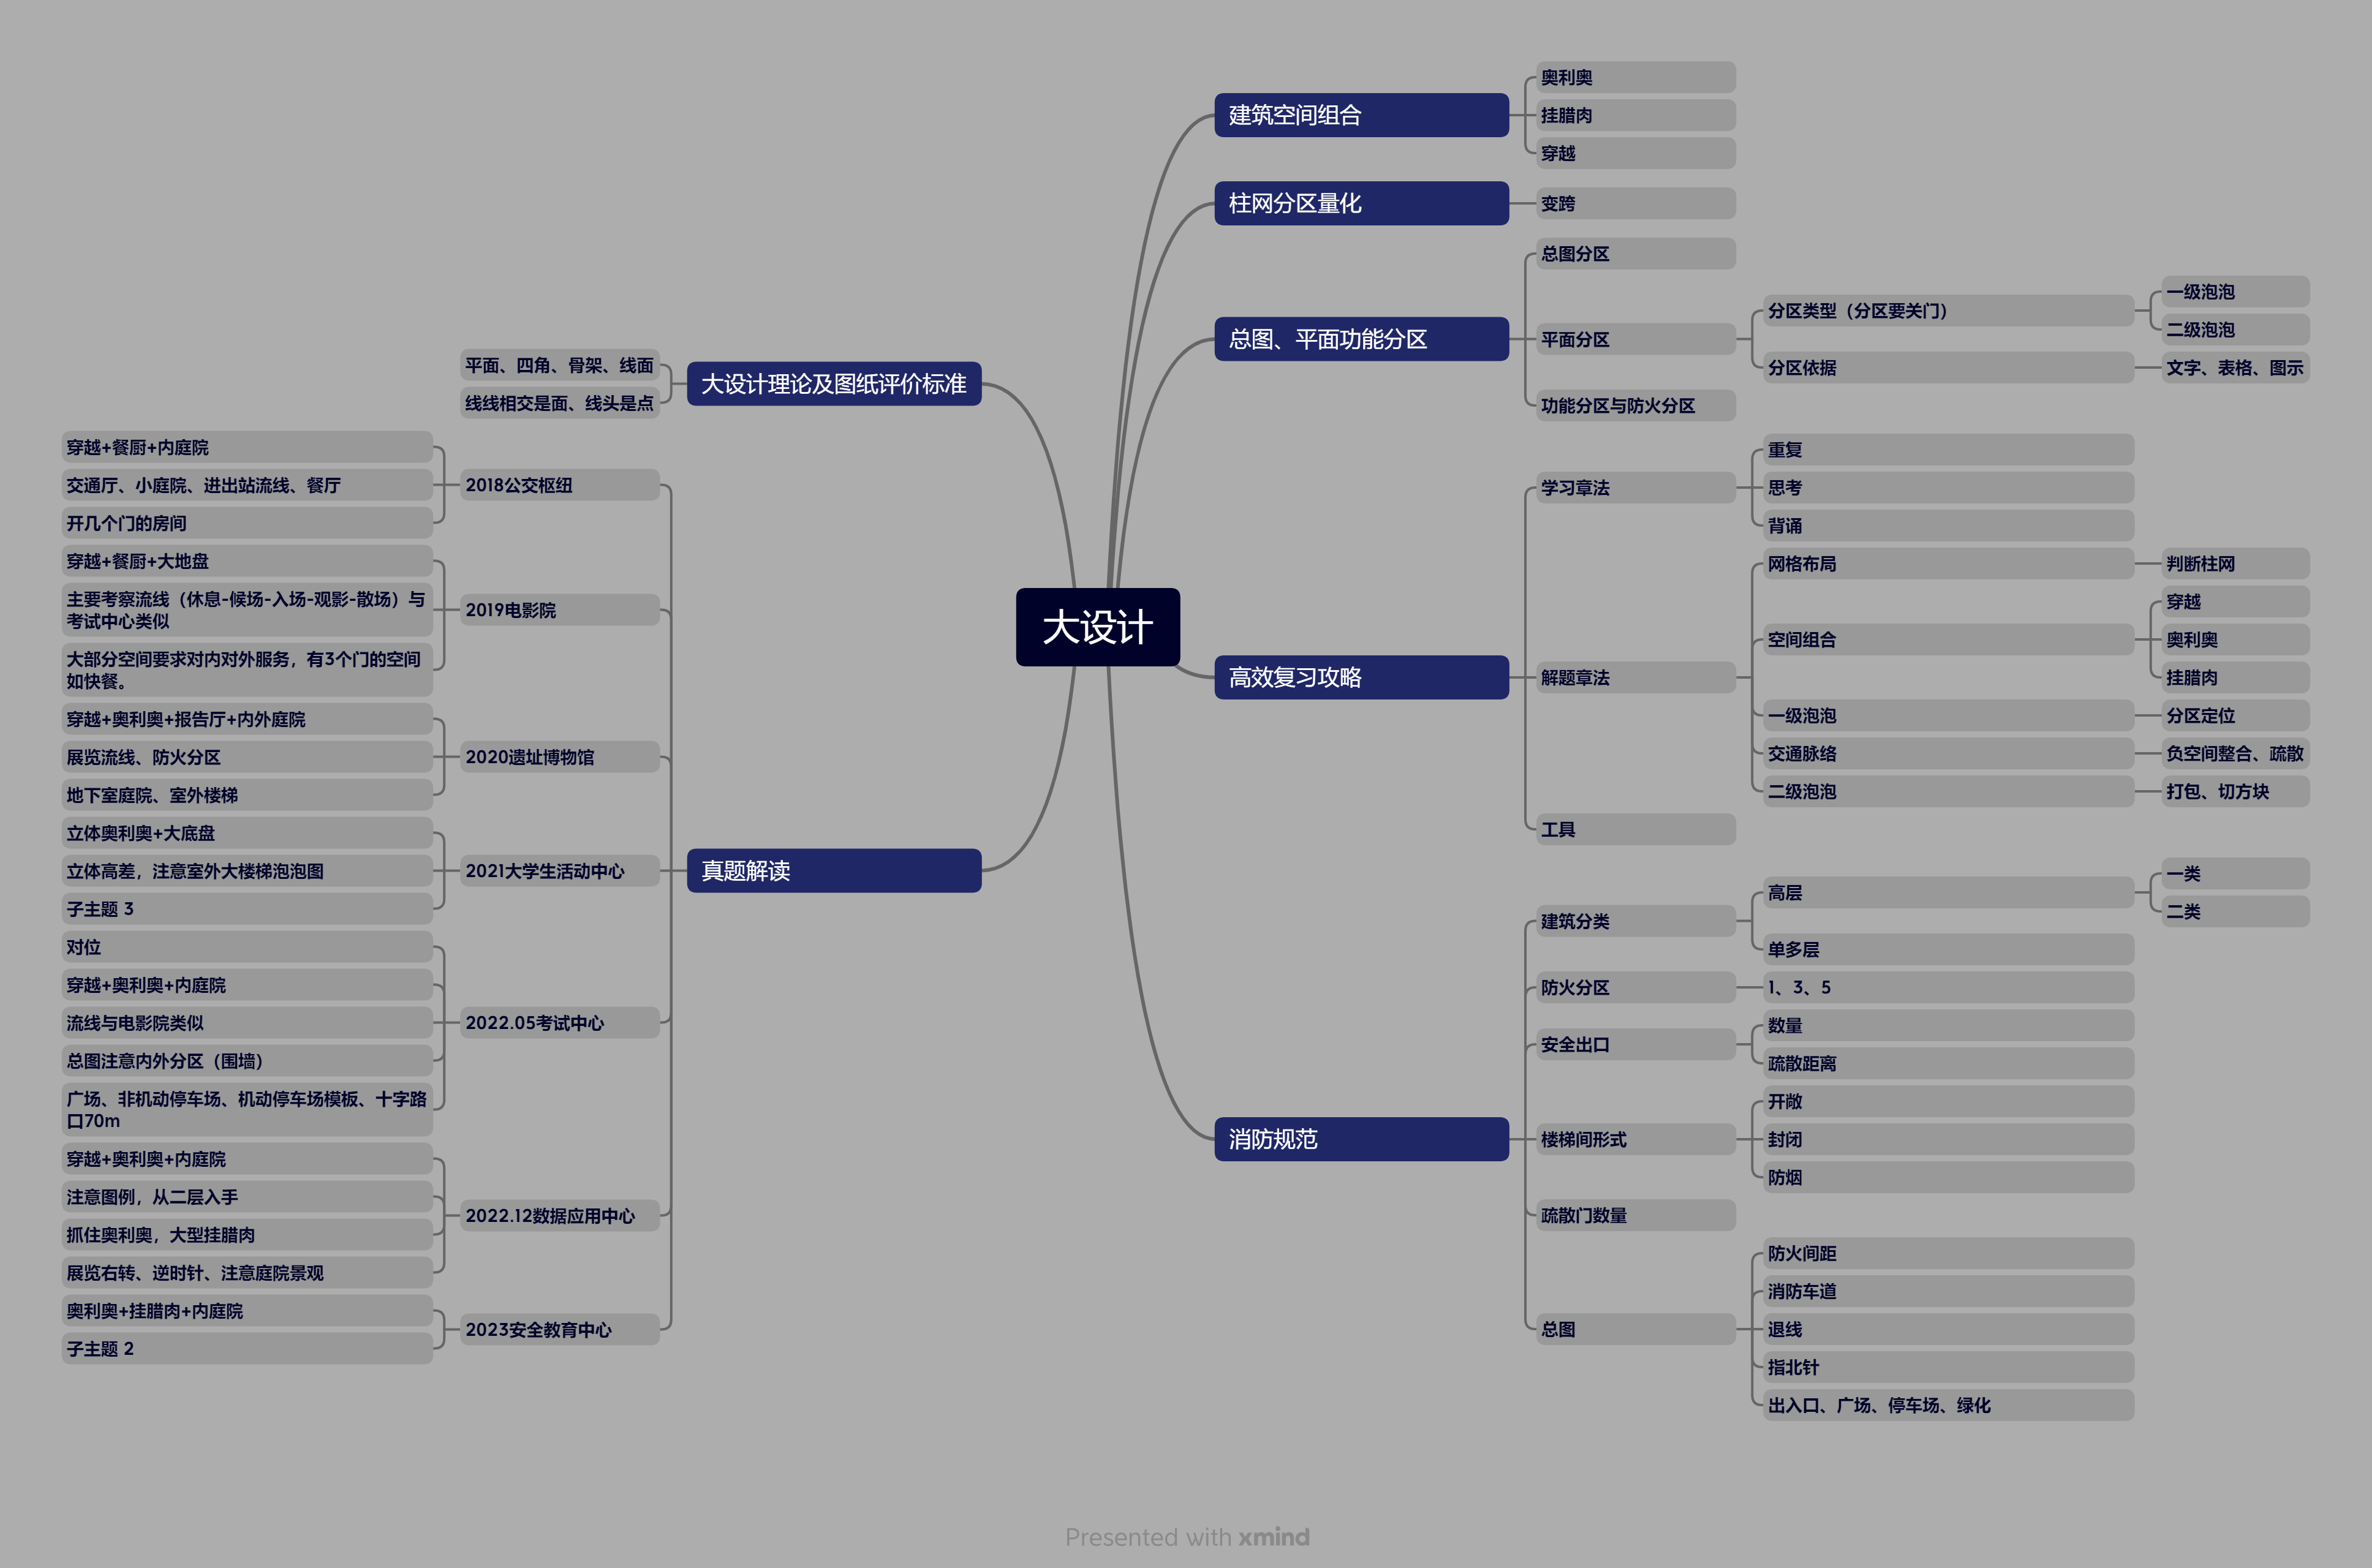 大设计
建筑空间组合
奥利奥
挂腊肉
穿越
柱网分区量化
变跨
总图、平面功能分区
总图分区
平面分区
分区类型（分区要关门）
一级泡泡
二级泡泡
分区依据
文字、表格、图示
功能分区与防火分区
高效复习攻略
学习章法
重复
思考
背诵
解题章法
网格布局
判断柱网
空间组合
穿越
奥利奥
挂腊肉
一级泡泡
分区定位
交通脉络
负空间整合、疏散
二级泡泡
打包、切方块
工具
消防规范
建筑分类
高层
一类
二类
单多层
防火分区
1、3、5
安全出口
数量
疏散距离
楼梯间形式
开敞
封闭
防烟
疏散门数量
总图
防火间距
消防车道
退线
指北针
出入口、广场、停车场、绿化
大设计理论及图纸评价标准
平面、四角、骨架、线面
线线相交是面、线头是点
真题解读
2018公交枢纽
穿越+餐厨+内庭院
交通厅、小庭院、进出站流线、餐厅
开几个门的房间
2019电影院
穿越+餐厨+大地盘
主要考察流线（休息-候场-入场-观影-散场）与
考试中心类似
大部分空间要求对内对外服务，有3个门的空间
如快餐。
2020遗址博物馆
穿越+奥利奥+报告厅+内外庭院
展览流线、防火分区
地下室庭院、室外楼梯
2021大学生活动中心
立体奥利奥+大底盘
立体高差，注意室外大楼梯泡泡图
子主题 3
2022.05考试中心
对位
穿越+奥利奥+内庭院
流线与电影院类似
总图注意内外分区（围墙）
广场、非机动停车场、机动停车场模板、十字路
口70m
2022.12数据应用中心
穿越+奥利奥+内庭院
注意图例，从二层入手
抓住奥利奥，大型挂腊肉
展览右转、逆时针、注意庭院景观
2023安全教育中心
奥利奥+挂腊肉+内庭院
子主题 2
Presented with xmind